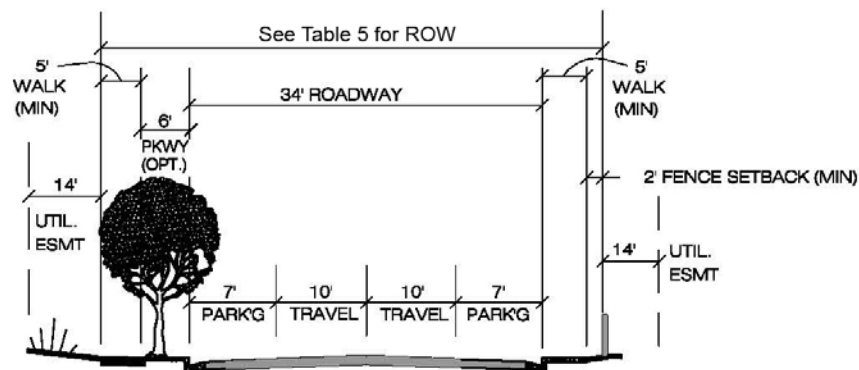 See Table 5 for ROW
5'
WALK
(MIN)
5'
WALK
(MIN)
34' ROADWAY
6'
PKWY
(OPT.)
14'
UTIL.
ESMT
2' FENCE SETBACK (MIN)
14'
UTIL.
ESMT
7'
PARK'G
10'
TRAVEL
10'
TRAVEL
7'
PARK'G